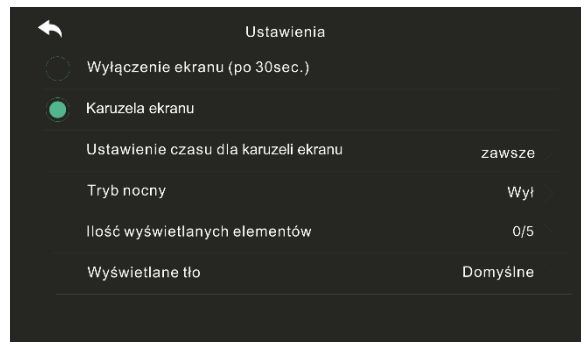 Ustawienia
Wyłączenie ekranu (po 30sec.)
Karuzela ekranu
Ustawienie czasu dla karuzeli ekranu zawsze
Tryb nocny Wył
Ilość wyświetlanych elementów 0/5
Wyświetlane tło Domyślne